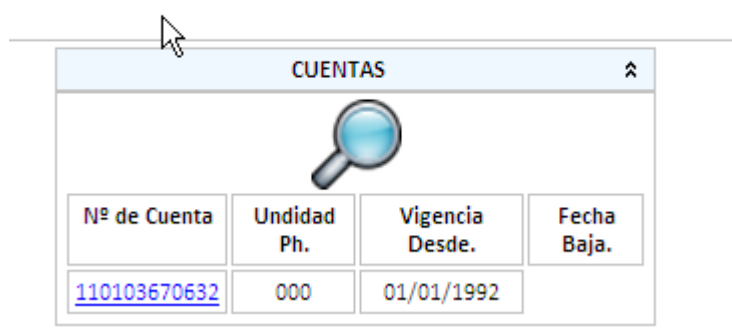 CUENTAS
Nº de Cuenta Undidad Ph. Vigencia Desde. Fecha Baja.
110103670632 000 01/01/1992